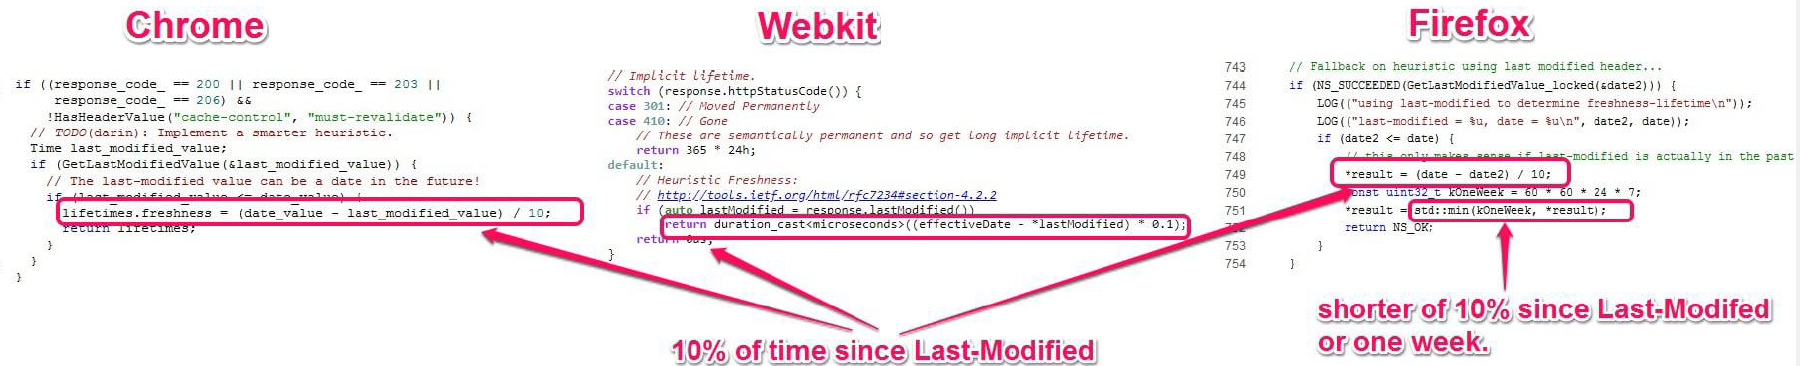 Chrome
if ((response_code_ == 200 || response_code_ == 203 ||
response_code_ == 206) &&
!HasHeaderValue("cache-control", "must-revalidate")) {
// TODO(darin): Implement a smarter heuristic.
Time last_modified_value;
if (GetLastModifiedValue(&last_modified_value)) {
// The last-modified value can be a date in the future!
if (last_modified_value <= date_value) {
lifetimes.freshness = (date_value - last_modified_value) / 10;
return lifetimes;
}
}
}
Webkit
// Implicit lifetime.
switch (response.httpStatusCode()) {
case 301: // Moved Permanently
case 410: // Gone
// These are semantically permanent and so get long implicit lifetime.
return 365 * 24h;
default:
// Heuristic Freshness:
// http://tools.ietf.org/html/rfc7234#section-4.2.2
if (auto lastModified = response.lastModified())
return duration_cast<microseconds>((effectiveDate - *lastModified) * 0.1);
return 0us;
}
Firefox
743 // Fallback on heuristic using last modified header...
744 if (NS_SUCCEEDED(GetLastModifiedValue_locked(&date2))) {
745 LOG(("using last-modified to determine freshness-lifetime\n"));
746 LOG(("last-modified = %u, date = %u\n", date2, date));
747 if (date2 <= date) {
748 // this only makes sense if last-modified is actually in the past
749 *result = (date - date2) / 10;
750 const uint32_t kOneWeek = 60 * 60 * 24 * 7;
751 *result = std::min(kOneWeek, *result);
752 return NS_OK;
753 }
754 }
10% of time since Last-Modified
shorter of 10% since Last-Modifed
or one week.